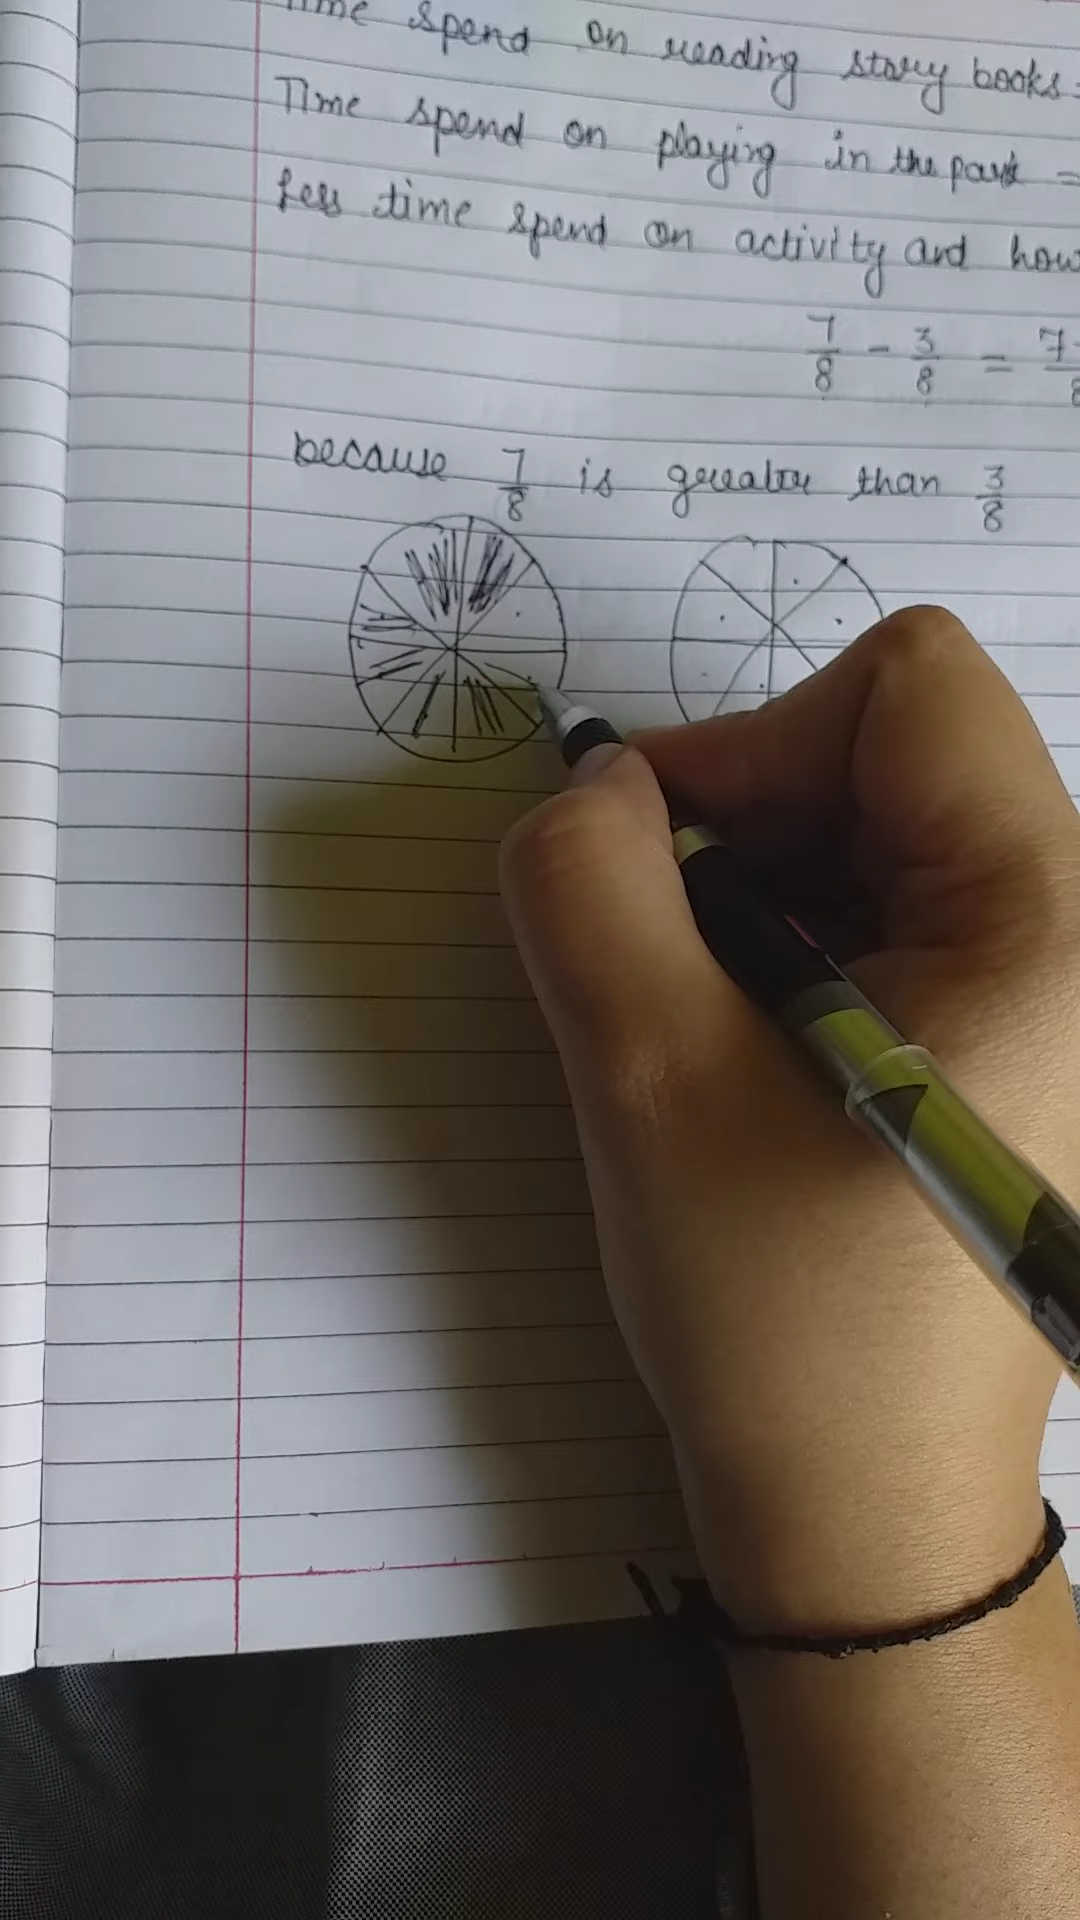 Time spend on reading story books =
Time spend on playing in the park =
Less time spend on activity and how
7/8 - 3/8 = 7-
because 7/8 is greater than 3/8